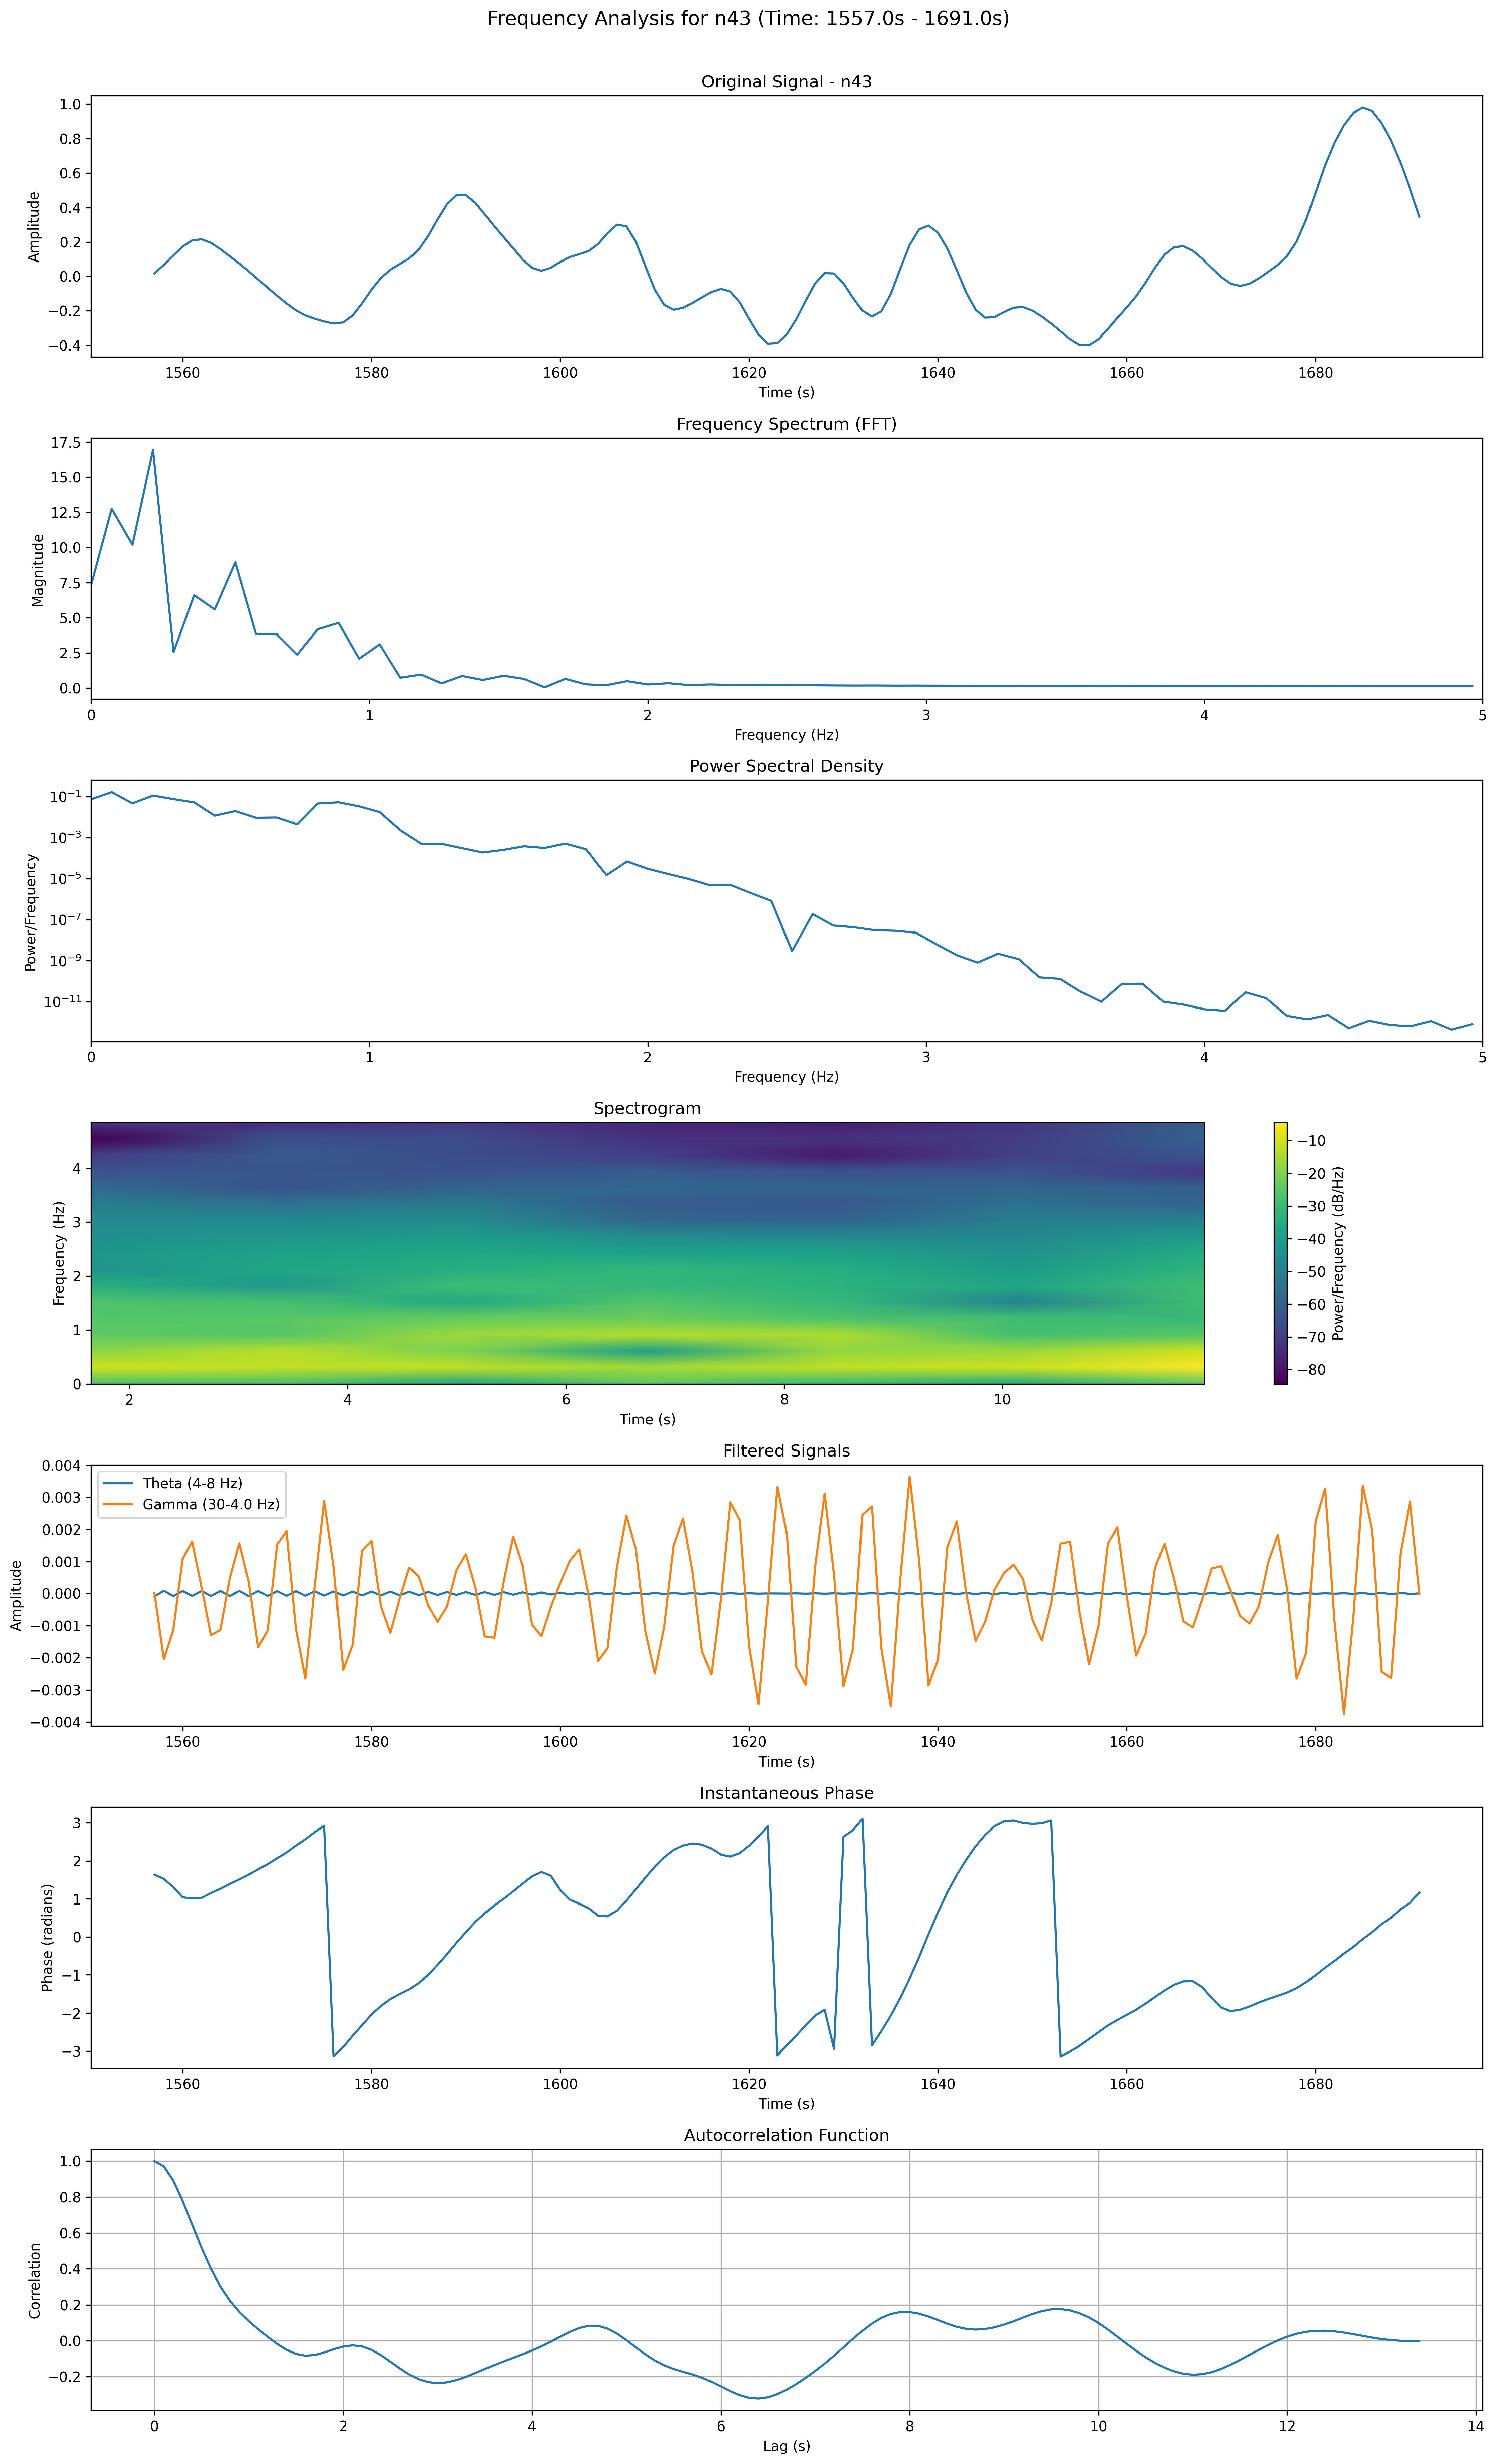 Frequency Analysis for n43 (Time: 1557.0s - 1691.0s)
Original Signal - n43
1.0
0.8
0.6
0.4
0.2
0.0
−0.2
−0.4
Amplitude
1560 1580 1600 1620 1640 1660 1680
Time (s)
Frequency Spectrum (FFT)
17.5
15.0
12.5
10.0
7.5
5.0
2.5
0.0
Magnitude
0 1 2 3 4 5
Frequency (Hz)
Power Spectral Density
10⁻¹
10⁻³
10⁻⁵
10⁻⁷
10⁻⁹
10⁻¹¹
Power/Frequency
0 1 2 3 4 5
Frequency (Hz)
Spectrogram
4
3
2
1
0
Frequency (Hz)
2 4 6 8 10
Time (s)
−10
−20
−30
−40
−50
−60
−70
−80
Power/Frequency (dB/Hz)
Filtered Signals
Theta (4-8 Hz)
Gamma (30-4.0 Hz)
0.004
0.003
0.002
0.001
0.000
−0.001
−0.002
−0.003
−0.004
Amplitude
1560 1580 1600 1620 1640 1660 1680
Time (s)
Instantaneous Phase
3
2
1
0
−1
−2
−3
Phase (radians)
1560 1580 1600 1620 1640 1660 1680
Time (s)
Autocorrelation Function
1.0
0.8
0.6
0.4
0.2
0.0
−0.2
Correlation
0 2 4 6 8 10 12 14
Lag (s)